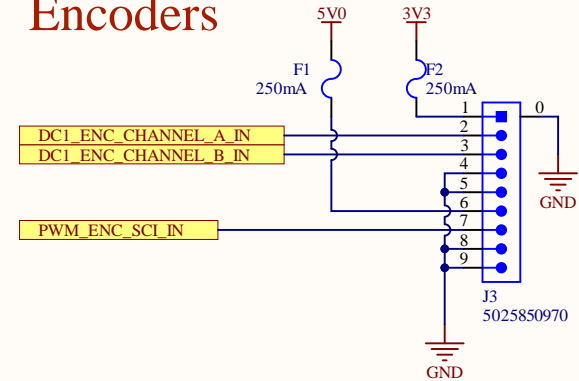 Encoders
5V0
3V3
F1
250mA
F2
250mA
1
0
DC1_ENC_CHANNEL_A_IN
2
DC1_ENC_CHANNEL_B_IN
3
4
5
GND
6
PWM_ENC_SCI_IN
7
8
9
J3
5025850970
GND